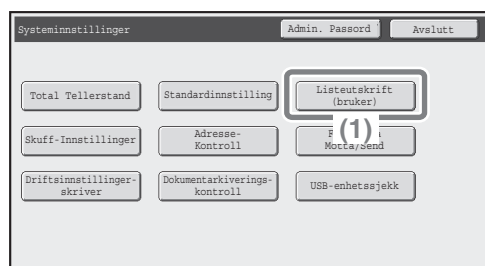 Systeminnstillinger
Admin. Passord
Avslutt
Total Tellerstand
Standardinnstilling
Listeutskrift
(bruker)
Skuff-Innstillinger
Adresse-
Kontroll
(1)
Motta/Send
Driftsinnstillinger-
skriver
Dokumentarkiverings-
kontroll
USB-enhetssjekk